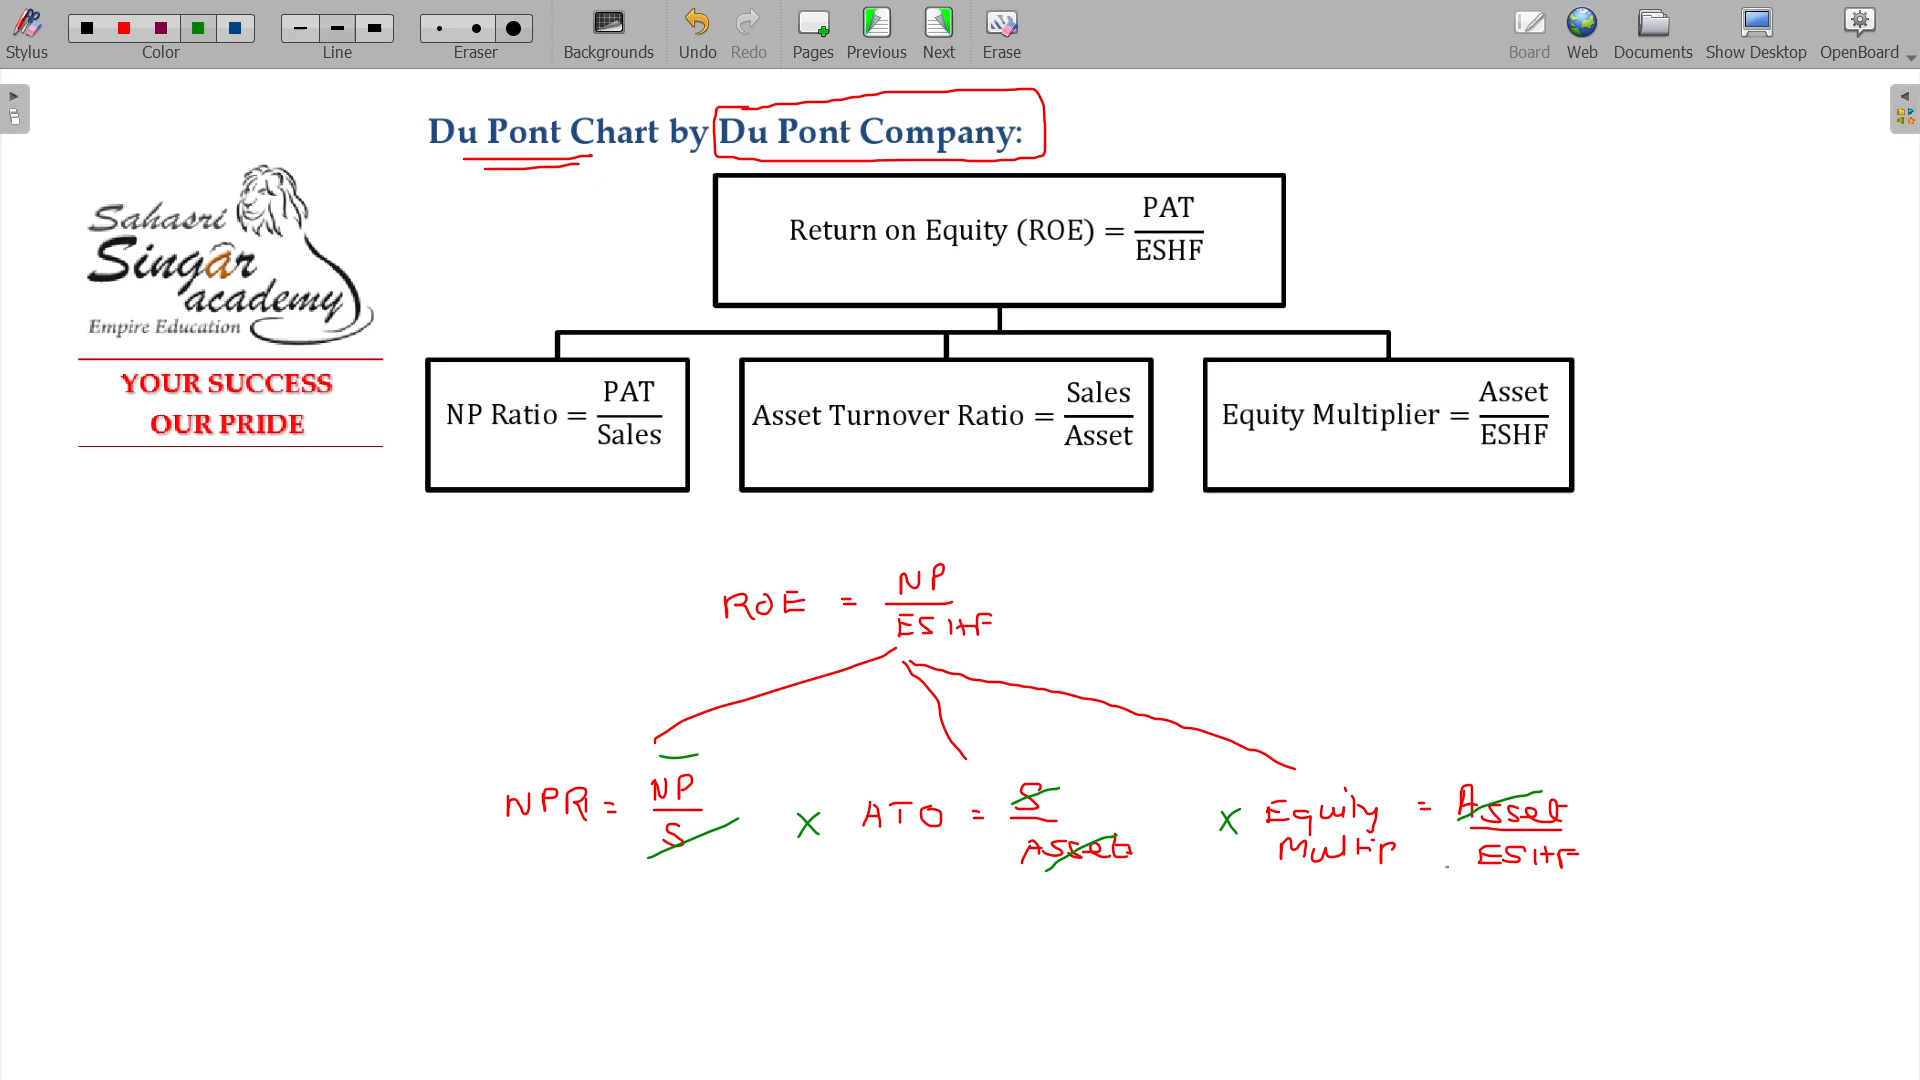 Stylus Color Line Eraser Backgrounds Undo Redo Pages Previous Next Erase Board Web Documents Show Desktop OpenBoard
Du Pont Chart by Du Pont Company:
Sahasri
Singar
academy
Empire Education
YOUR SUCCESS
OUR PRIDE
Return on Equity (ROE) = PAT / ESHF
NP Ratio = PAT / Sales
Asset Turnover Ratio = Sales / Asset
Equity Multiplier = Asset / ESHF
ROE = NP / ESHF
NPR = NP / S × ATO = S / Asset × Equity Multip = Asset / ESHF